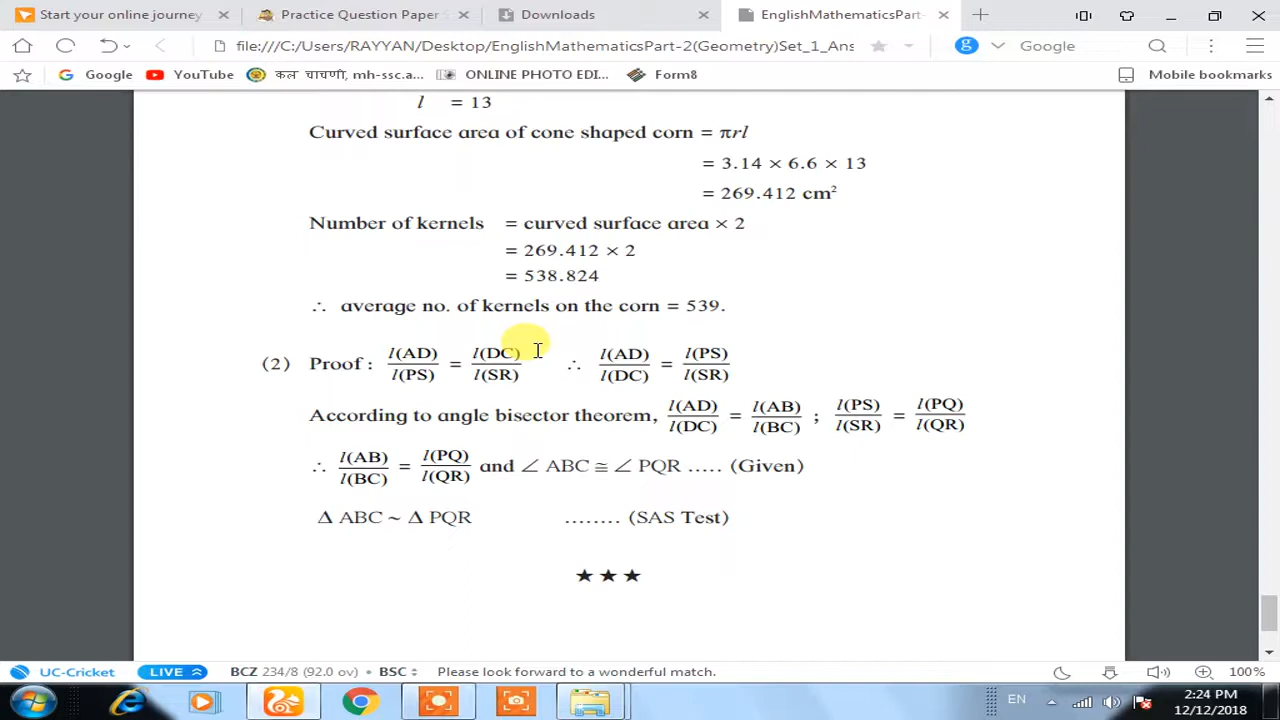 Start your online journey
Practice Question Paper S
Downloads
EnglishMathematicsPart-
file:///C:/Users/RAYYAN/Desktop/EnglishMathematicsPart-2(Geometry)Set_1_Ans
Google
Google
YouTube
कल चाचणी, mh-ssc.a...
ONLINE PHOTO EDI...
Form8
Mobile bookmarks
l = 13
Curved surface area of cone shaped corn = πrl
= 3.14 × 6.6 × 13
= 269.412 cm²
Number of kernels = curved surface area × 2
= 269.412 × 2
= 538.824
∴ average no. of kernels on the corn = 539.
(2) Proof : l(AD)/l(PS) = l(DC)/l(SR) ∴ l(AD)/l(DC) = l(PS)/l(SR)
According to angle bisector theorem, l(AD)/l(DC) = l(AB)/l(BC) ; l(PS)/l(SR) = l(PQ)/l(QR)
∴ l(AB)/l(BC) = l(PQ)/l(QR) and ∠ ABC ≅ ∠ PQR ..... (Given)
Δ ABC ~ Δ PQR ........ (SAS Test)
★ ★ ★
UC-Cricket LIVE BCZ 234/8 (92.0 ov) • BSC Please look forward to a wonderful match. 100%
EN
2:24 PM
12/12/2018